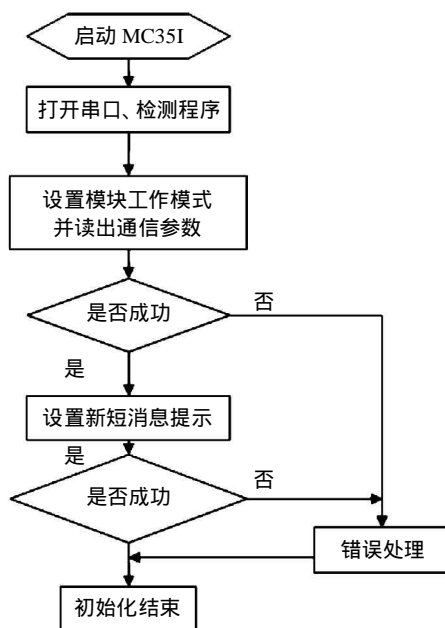 启动 MC35I
打开串口、检测程序
设置模块工作模式
并读出通信参数
是否成功
否
是
设置新短消息提示
是
是否成功
否
错误处理
初始化结束